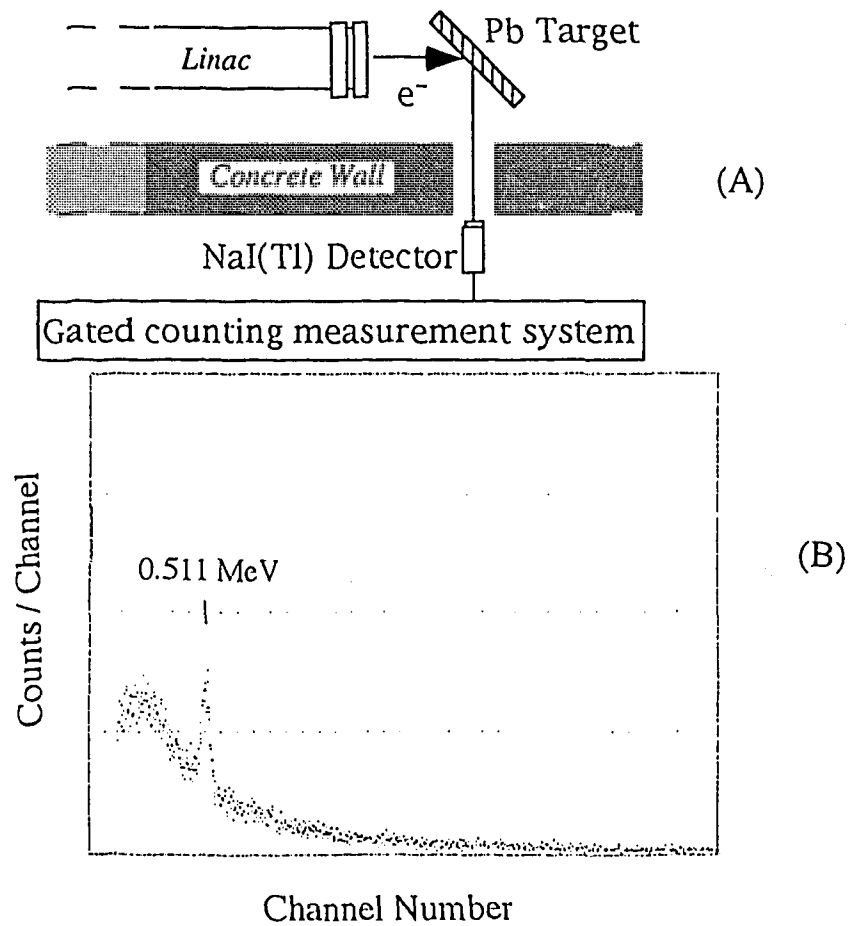 Pb Target
Linac
e⁻
Concrete Wall
(A)
NaI(Tl) Detector
Gated counting measurement system
Counts / Channel
0.511 MeV
(B)
Channel Number